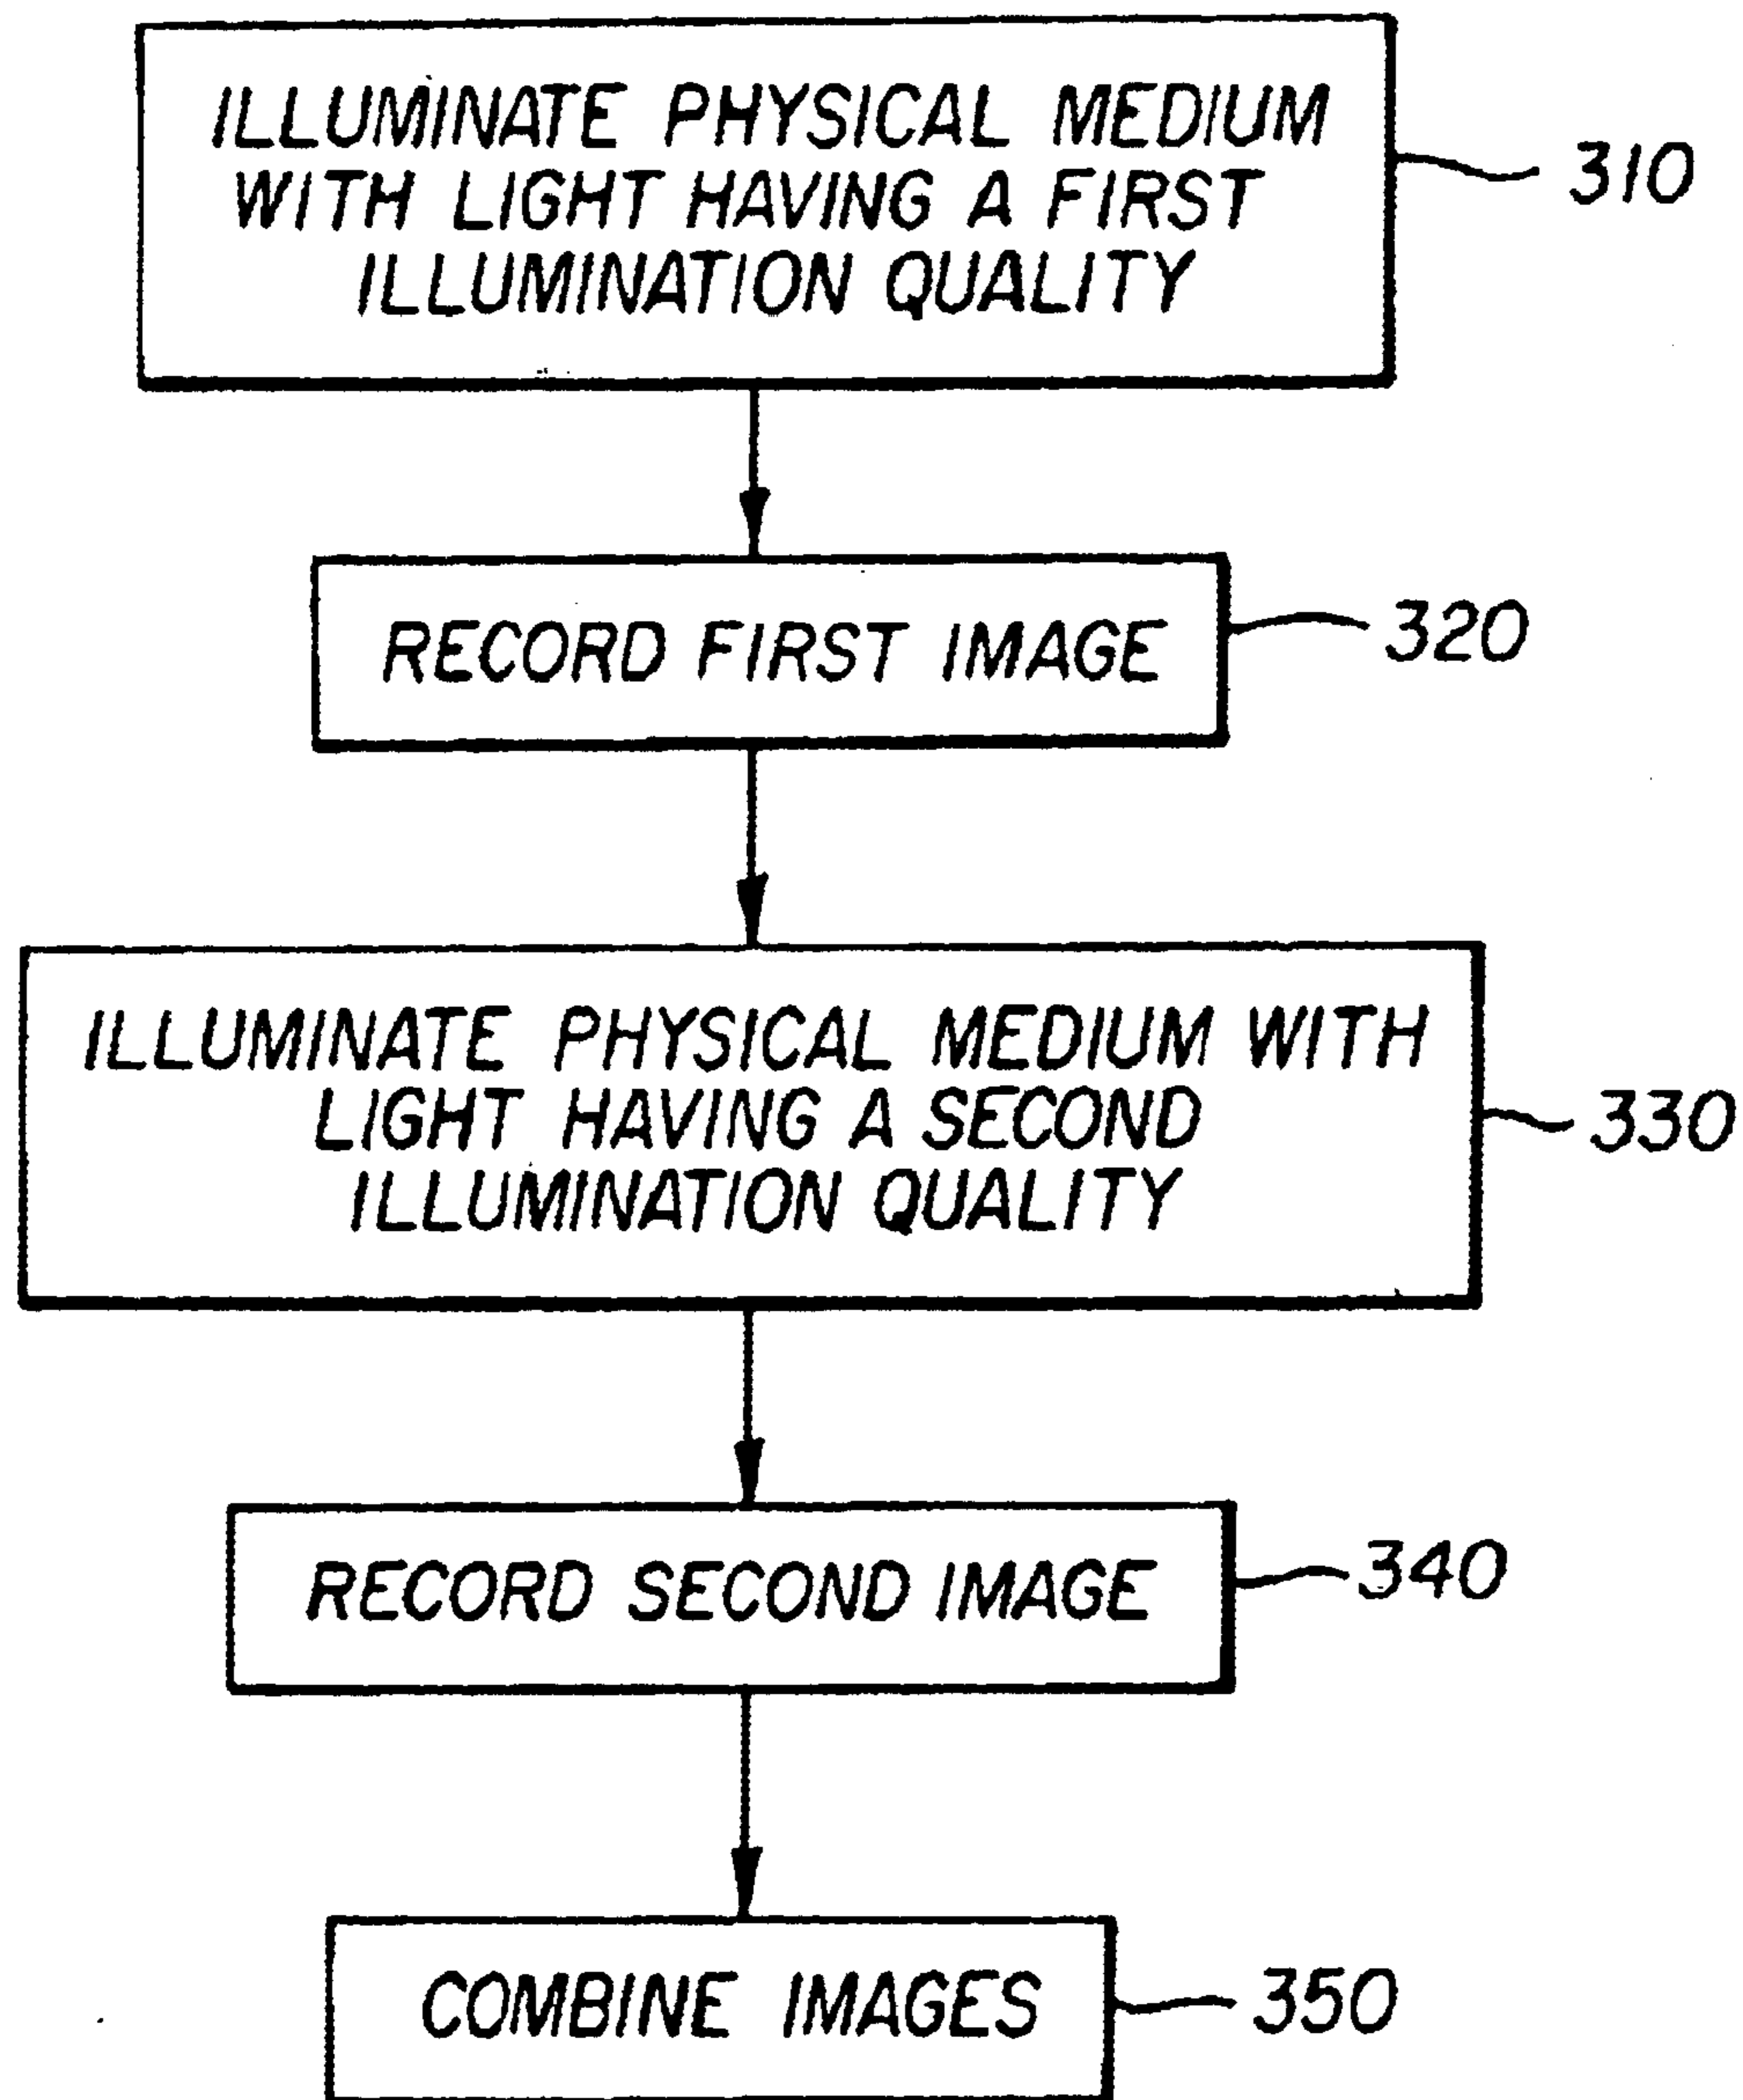 ILLUMINATE PHYSICAL MEDIUM
WITH LIGHT HAVING A FIRST
ILLUMINATION QUALITY
310
RECORD FIRST IMAGE
320
ILLUMINATE PHYSICAL MEDIUM WITH
LIGHT HAVING A SECOND
ILLUMINATION QUALITY
330
RECORD SECOND IMAGE
340
COMBINE IMAGES
350